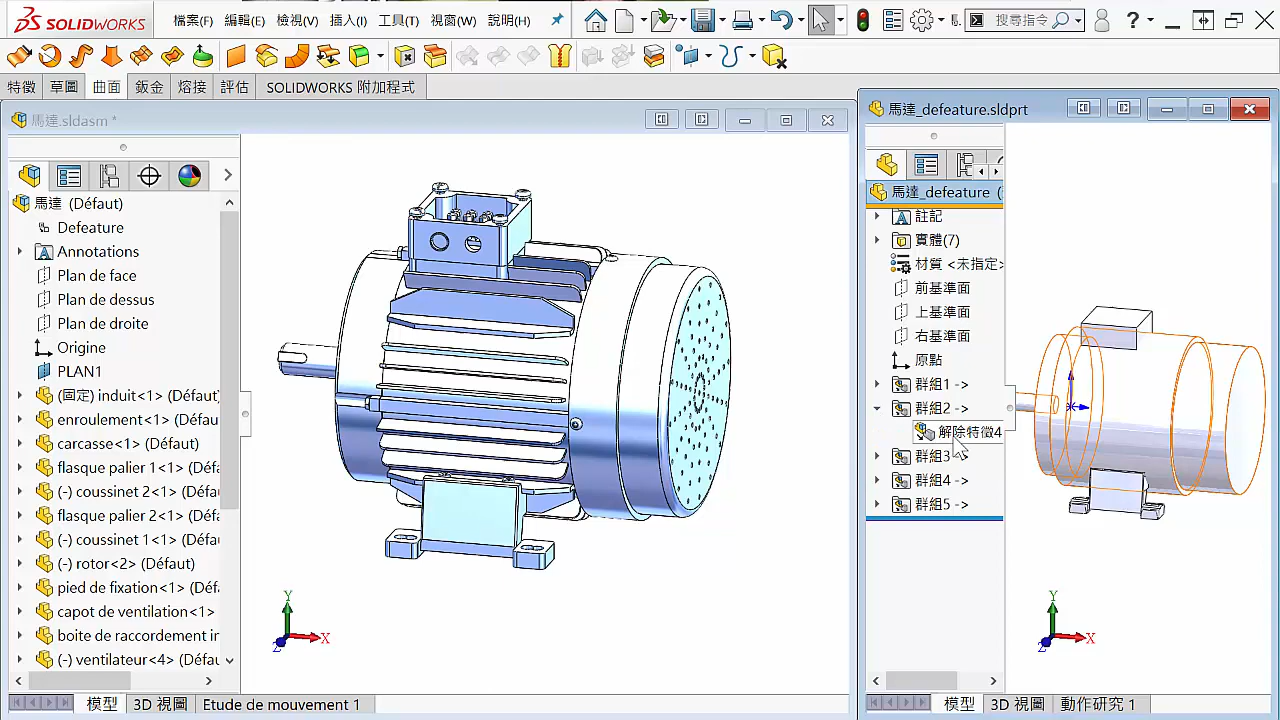 SOLIDWORKS 檔案(F) 編輯(E) 檢視(V) 插入(I) 工具(T) 視窗(W) 說明(H) 搜尋指令 ?
特徵 草圖 曲面 鈑金 熔接 評估 SOLIDWORKS 附加程式
馬達.sldasm *
馬達 (Défaut)
Defeature
Annotations
Plan de face
Plan de dessus
Plan de droite
Origine
PLAN1
(固定) induit<1> (Défaut
enroulement<1> (Défaut)
carcasse<1> (Défaut)
flasque palier 1<1> (Défa
(-) coussinet 2<1> (Défau
flasque palier 2<1> (Défa
(-) coussinet 1<1> (Défau
(-) rotor<2> (Défaut)
pied de fixation<1> (Défa
capot de ventilation<1>
boite de raccordement in
(-) ventilateur<4> (Défau
Y
X
Z
模型 3D 視圖 Etude de mouvement 1
馬達_defeature.sldprt
馬達_defeature (
註記
實體(7)
材質 <未指定>
前基準面
上基準面
右基準面
原點
群組1 ->
群組2 ->
解除特徵4
群組3
群組4 ->
群組5 ->
Y
X
Z
模型 3D 視圖 動作研究 1